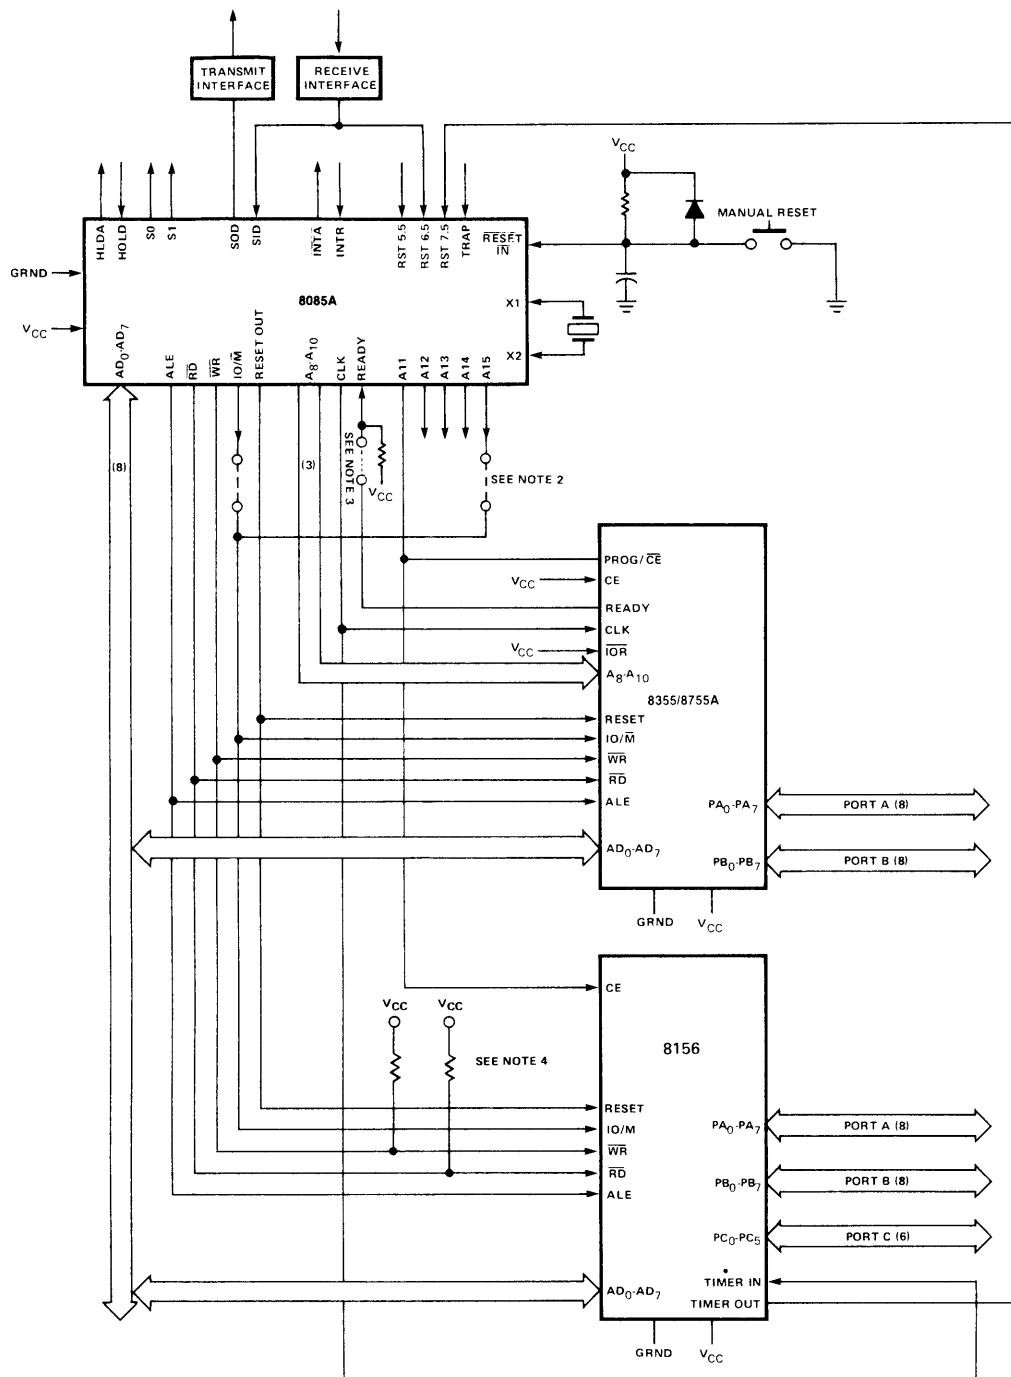 TRANSMIT
INTERFACE
RECEIVE
INTERFACE
VCC
MANUAL RESET
HLDA
HOLD
S0
S1
SOD
SID
INTA
INTR
RST 5.5
RST 6.5
RST 7.5
TRAP
RESET
IN
GRND
8085A
X1
VCC
X2
AD0-AD7
ALE
RD
WR
IO/M
RESET OUT
A8-A10
CLK
READY
A11
A12
A13
A14
A15
(8)
(3)
SEE NOTE 3
VCC
SEE NOTE 2
PROG/CE
VCC
CE
READY
CLK
VCC
IOR
A8-A10
8355/8755A
RESET
IO/M
WR
RD
ALE
PA0-PA7
PORT A (8)
AD0-AD7
PB0-PB7
PORT B (8)
GRND
VCC
CE
VCC
VCC
8156
SEE NOTE 4
RESET
IO/M
PA0-PA7
PORT A (8)
WR
RD
PB0-PB7
PORT B (8)
ALE
PC0-PC5
PORT C (6)
TIMER IN
AD0-AD7
TIMER OUT
GRND
VCC